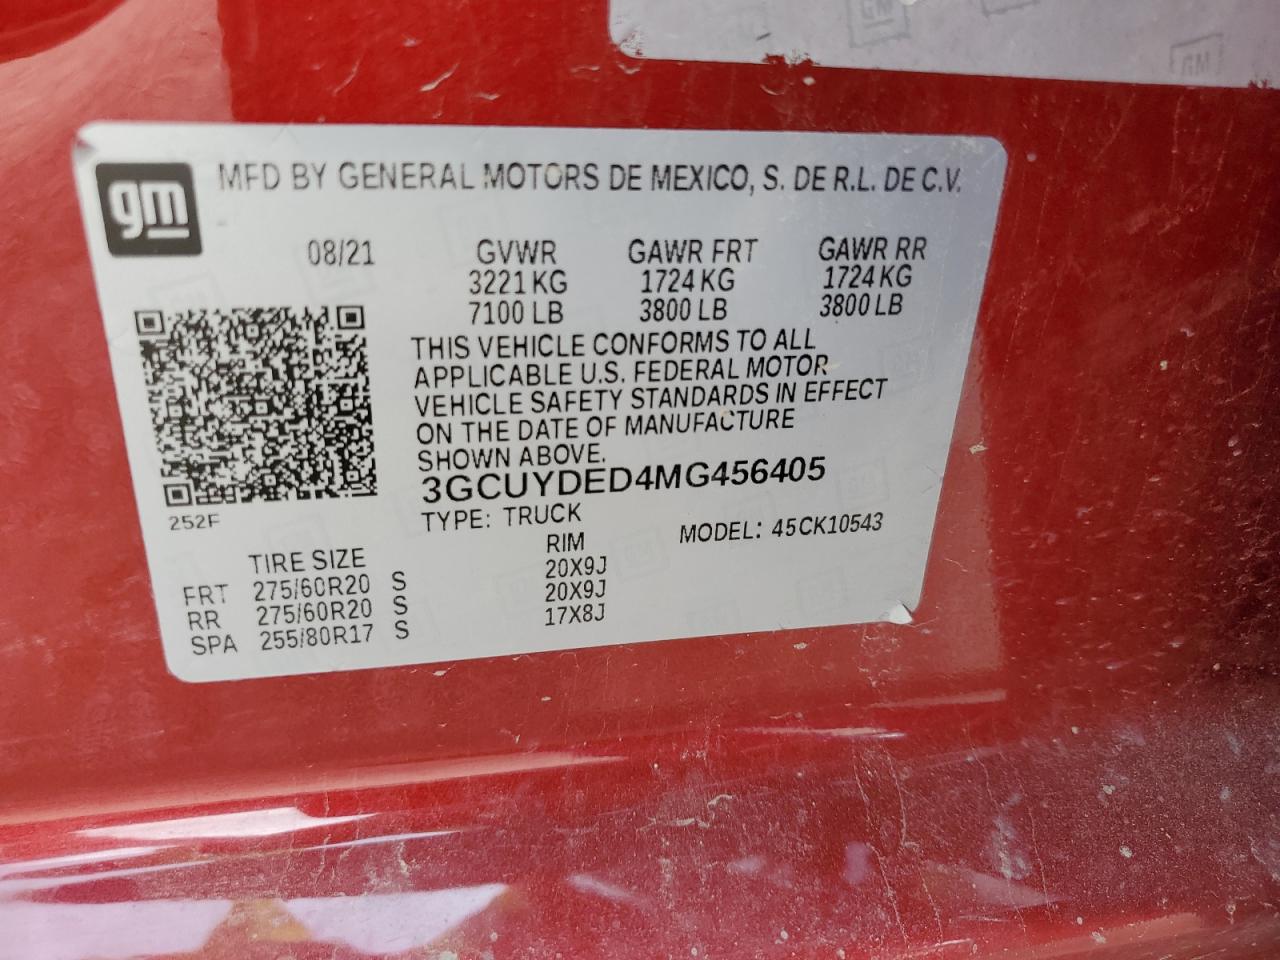 GM
gm
MFD BY GENERAL MOTORS DE MEXICO, S. DE R.L. DE C.V.
08/21 GVWR GAWR FRT GAWR RR
3221 KG 1724 KG 1724 KG
7100 LB 3800 LB 3800 LB
THIS VEHICLE CONFORMS TO ALL
APPLICABLE U.S. FEDERAL MOTOR
VEHICLE SAFETY STANDARDS IN EFFECT
ON THE DATE OF MANUFACTURE
SHOWN ABOVE.
3GCUYDED4MG456405
252F
TYPE: TRUCK MODEL: 45CK10543
TIRE SIZE RIM
FRT 275/60R20 S 20X9J
RR 275/60R20 S 20X9J
SPA 255/80R17 S 17X8J